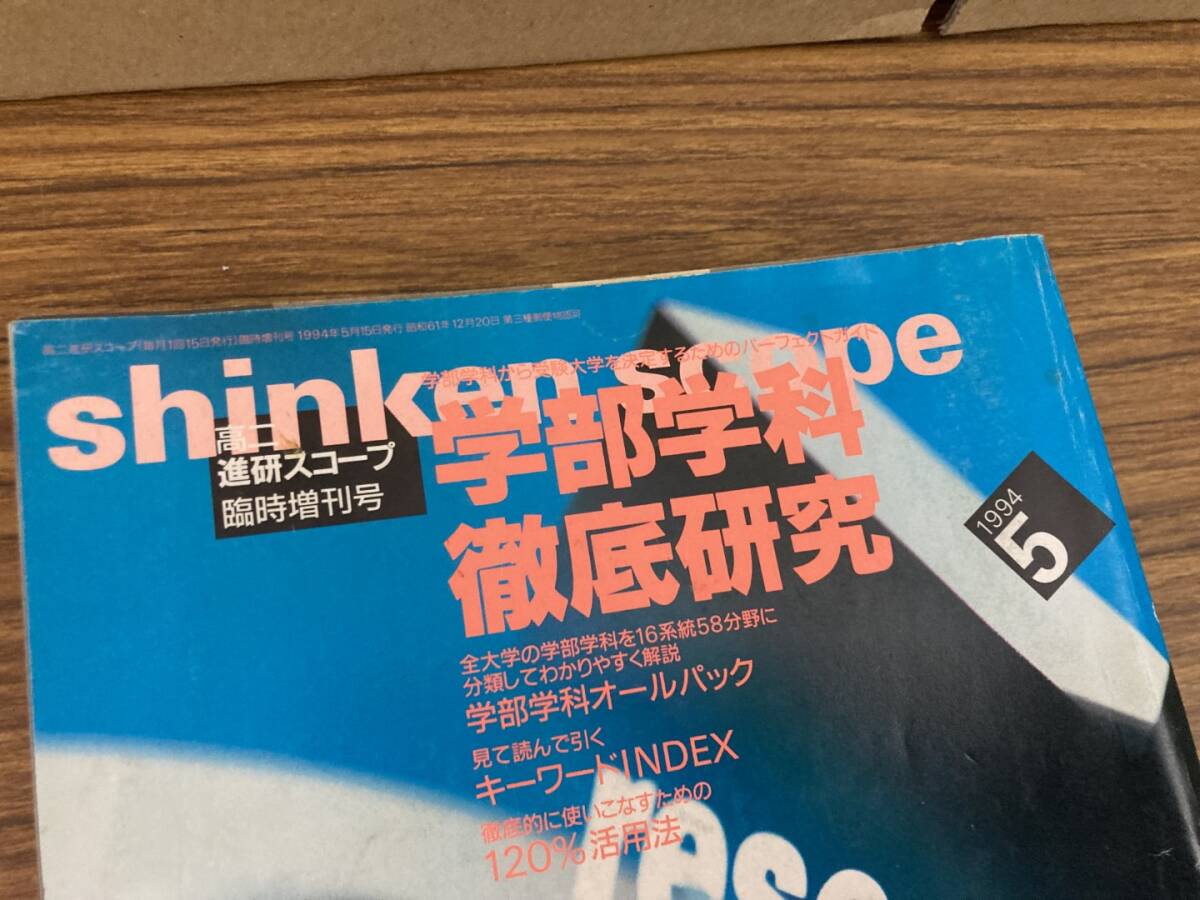 高二進研スコープ(毎月1回15日発行)臨時増刊号 1994年5月15日発行 昭和61年12月20日 第三種郵便物認可
shinken scope
高二
進研スコープ
臨時増刊号
学部学科から受験大学を決定するためのパーフェクトガイド
学部学科
徹底研究
1994
5
全大学の学部学科を16系統58分野に
分類してわかりやすく解説
学部学科オールパック
見て読んで引く
キーワードINDEX
徹底的に使いこなすための
120%活用法